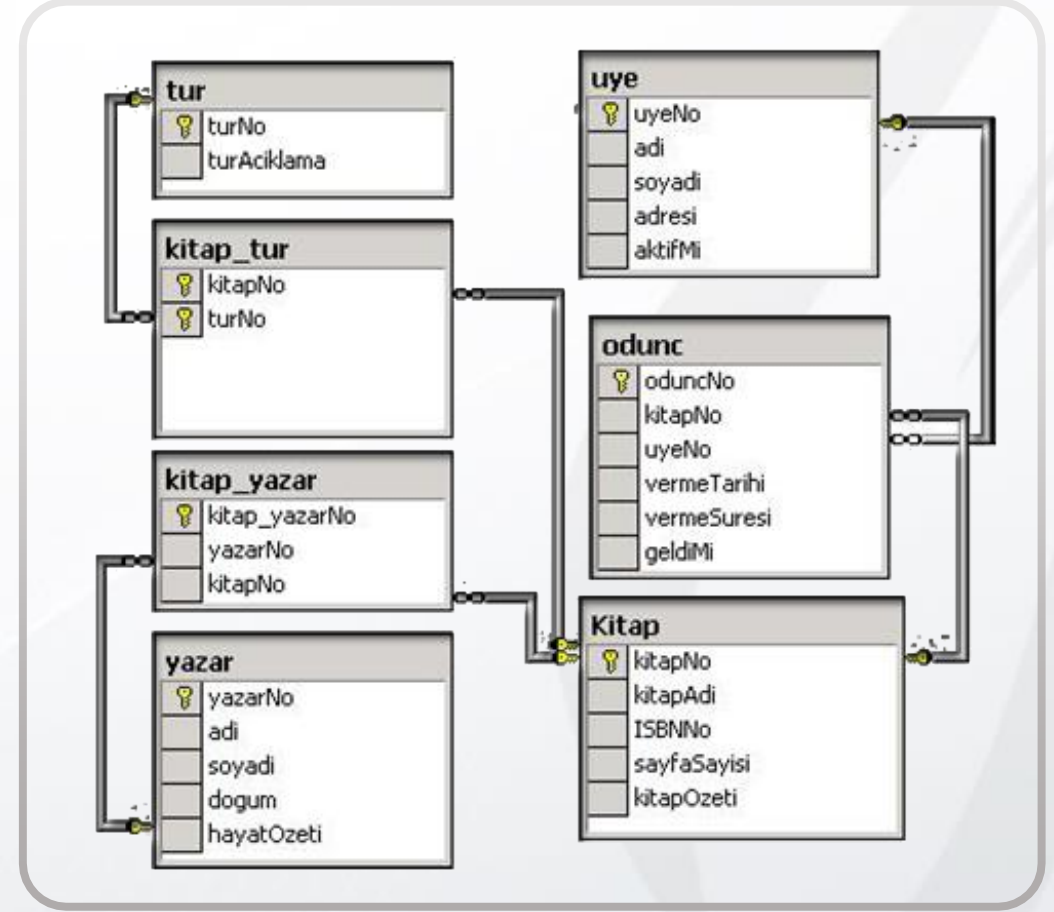 tur
turNo
turAciklama
kitap_tur
kitapNo
turNo
kitap_yazar
kitap_yazarNo
yazarNo
kitapNo
yazar
yazarNo
adi
soyadi
dogum
hayatOzeti
uye
uyeNo
adi
soyadi
adresi
aktifMi
odunc
oduncNo
kitapNo
uyeNo
vermeTarihi
vermeSuresi
geldiMi
Kitap
kitapNo
kitapAdi
ISBNNo
sayfaSayisi
kitapOzeti